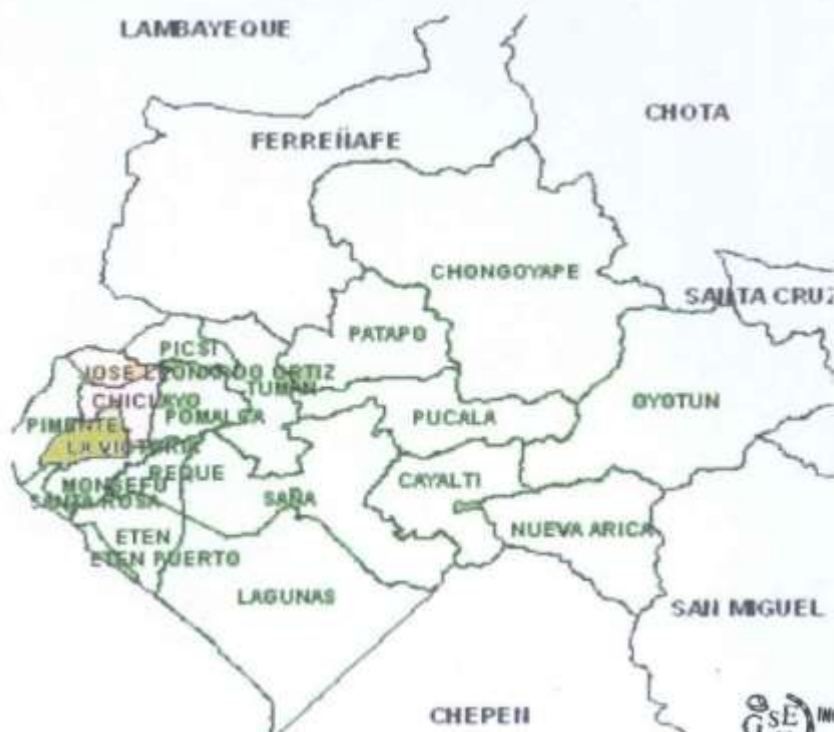 LAMBAYEQUE
CHOTA
FERREÑAFE
CHONGOYAPE
SANTA CRUZ
PATAPO
PICSI
JOSE LEONARDO ORTIZ
TUMAN
CHICLAYO
OYOTUN
POMALCA
PUCALA
PIMENTEL
LA VICTORIA
REQUE
CAYALTI
MONSEFU
SANTA ROSA
SAÑA
NUEVA ARICA
ETEN
ETEN PUERTO
LAGUNAS
SAN MIGUEL
CHEPEN
GSE